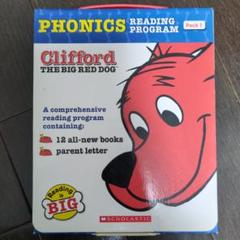 PHONICS READING PROGRAM Pack 1
Clifford
THE BIG RED DOG
A comprehensive
reading program
containing:
12 all-new books
parent letter
Reading is
BIG
SCHOLASTIC